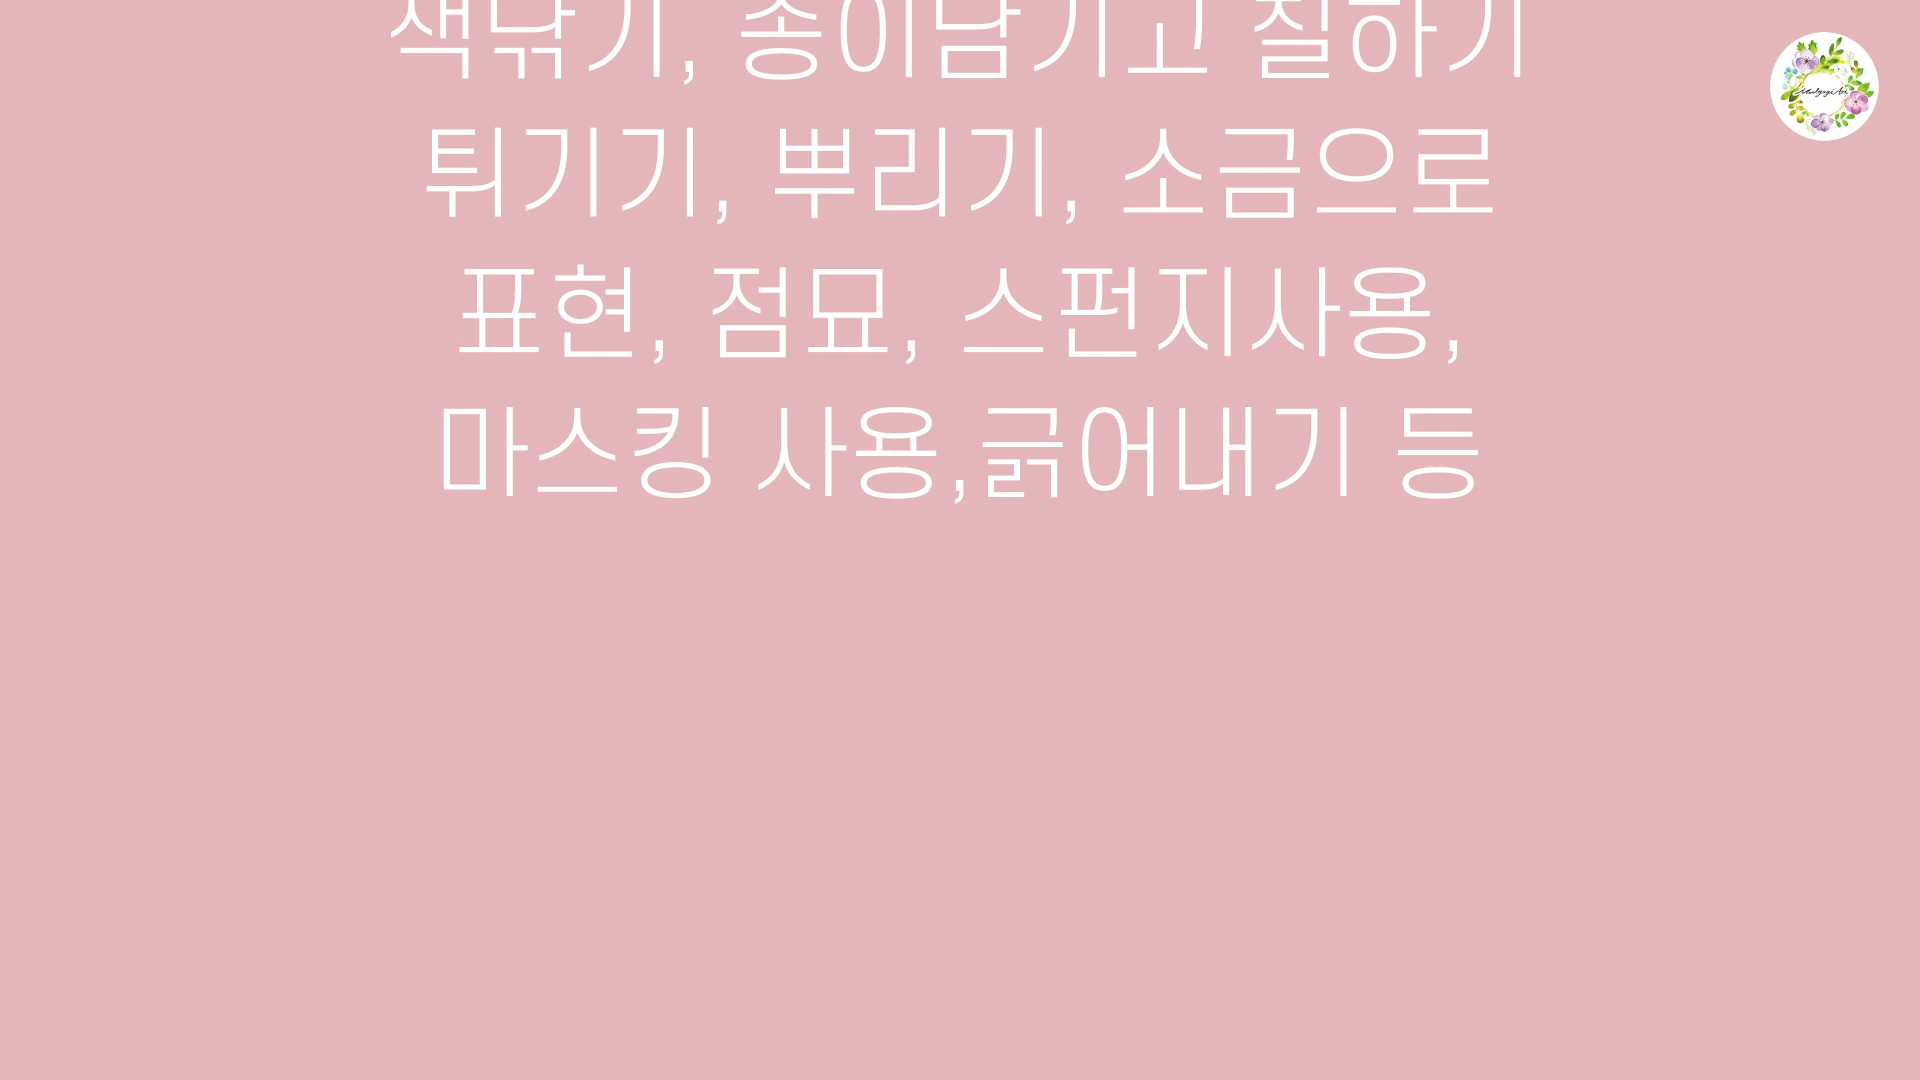 색닦기, 종이남기고 칠하기
튀기기, 뿌리기, 소금으로
표현, 점묘, 스펀지사용,
마스킹 사용,긁어내기 등